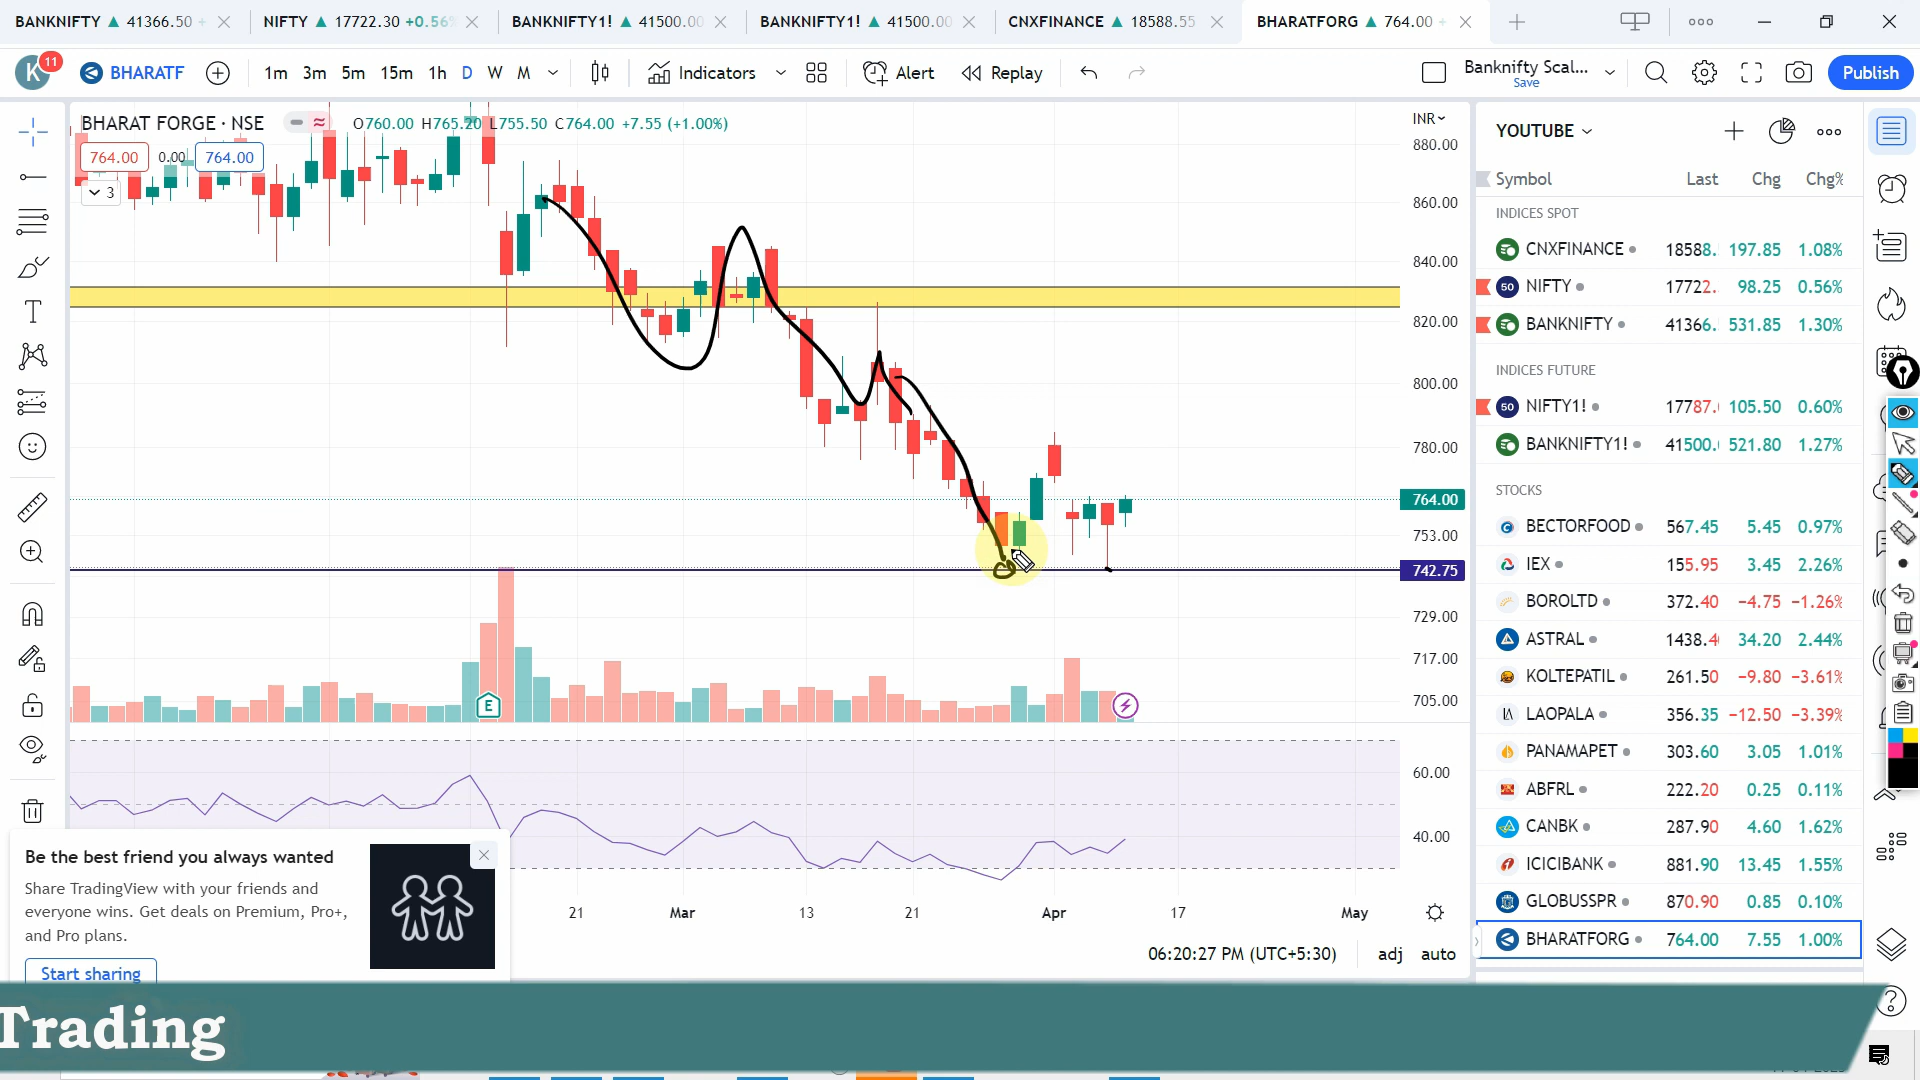 BANKNIFTY ▲ 41366.50 +
NIFTY ▲ 17722.30 +0.56%
BANKNIFTY1! ▲ 41500.00
BANKNIFTY1! ▲ 41500.00
CNXFINANCE ▲ 18588.55
BHARATFORG ▲ 764.00 +
K 11
BHARATF
1m 3m 5m 15m 1h D W M
Indicators
Alert
Replay
Banknifty Scal...
Save
Publish
BHARAT FORGE · NSE
O760.00 H765.20 L755.50 C764.00 +7.55 (+1.00%)
764.00 0.00 764.00
3
INR
880.00
860.00
840.00
820.00
800.00
780.00
764.00
753.00
742.75
729.00
717.00
705.00
E
60.00
40.00
21 Mar 13 21 Apr 17 May
06:20:27 PM (UTC+5:30) adj auto
YOUTUBE
Symbol Last Chg Chg%
INDICES SPOT
CNXFINANCE 18588. 197.85 1.08%
50 NIFTY 17722. 98.25 0.56%
BANKNIFTY 41366. 531.85 1.30%
INDICES FUTURE
50 NIFTY1! 17787. 105.50 0.60%
BANKNIFTY1! 41500. 521.80 1.27%
STOCKS
BECTORFOOD 567.45 5.45 0.97%
IEX 155.95 3.45 2.26%
BOROLTD 372.40 −4.75 −1.26%
ASTRAL 1438.4 34.20 2.44%
KOLTEPATIL 261.50 −9.80 −3.61%
LAOPALA 356.35 −12.50 −3.39%
PANAMAPET 303.60 3.05 1.01%
ABFRL 222.20 0.25 0.11%
CANBK 287.90 4.60 1.62%
ICICIBANK 881.90 13.45 1.55%
GLOBUSSPR 870.90 0.85 0.10%
BHARATFORG 764.00 7.55 1.00%
Be the best friend you always wanted
Share TradingView with your friends and
everyone wins. Get deals on Premium, Pro+,
and Pro plans.
Start sharing
Trading